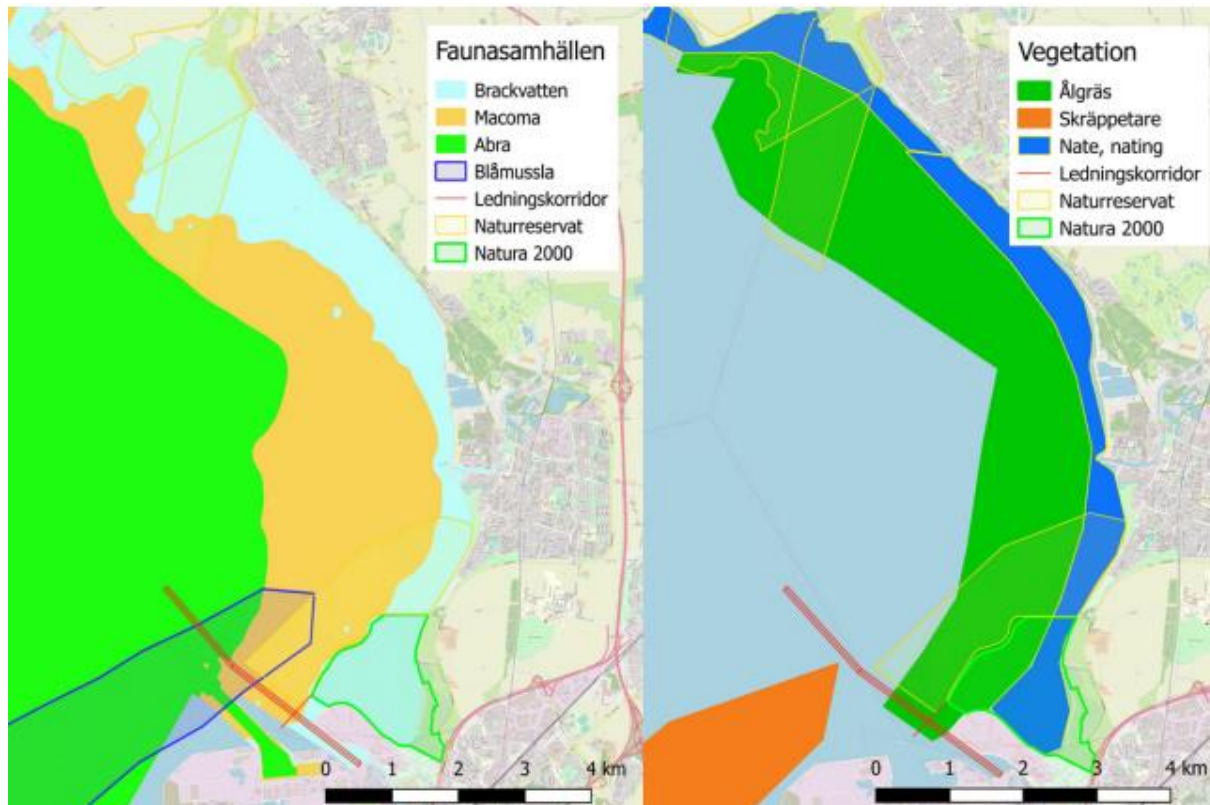 Faunasamhällen
Brackvatten
Macoma
Abra
Blåmussla
Ledningskorridor
Naturreservat
Natura 2000
0 1 2 3 4 km
Vegetation
Ålgräs
Skräppetare
Nate, nating
Ledningskorridor
Naturreservat
Natura 2000
0 1 2 3 4 km